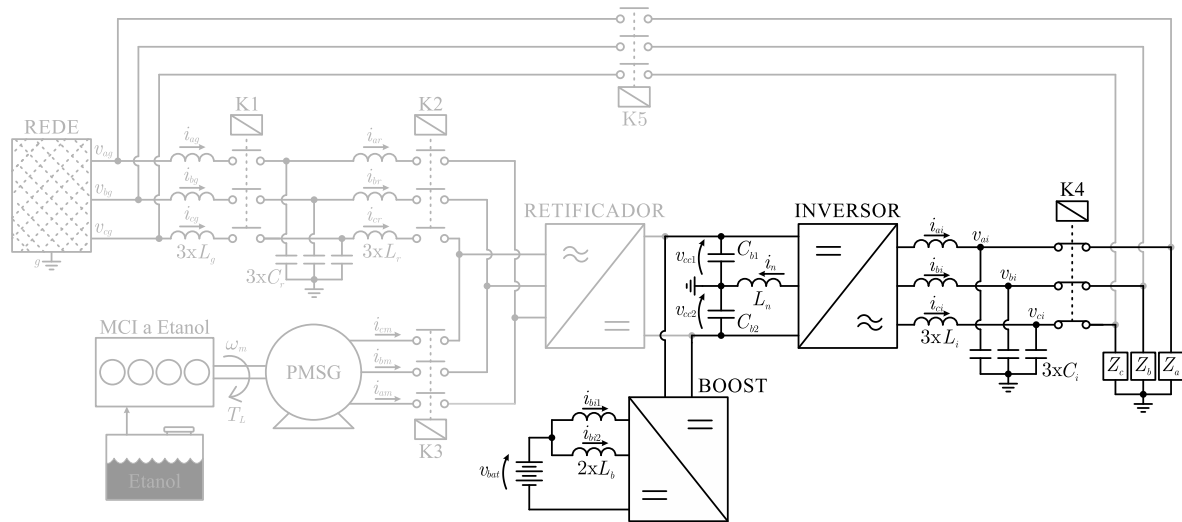 K5
REDE
K1
K2
v_ag
i_ag
i_ar
v_bg
i_bg
i_br
v_cg
i_cg
i_cr
3xL_g
3xC_r
3xL_r
g
RETIFICADOR
INVERSOR
K4
v_cc1
C_b1
i_n
L_n
v_cc2
C_b2
i_ai
v_ai
i_bi
v_bi
i_ci
v_ci
3xL_i
3xC_i
Z_c
Z_b
Z_a
MCI a Etanol
ω_m
T_L
PMSG
i_cm
i_bm
i_am
K3
Etanol
BOOST
i_bi1
i_bi2
2xL_b
v_bat